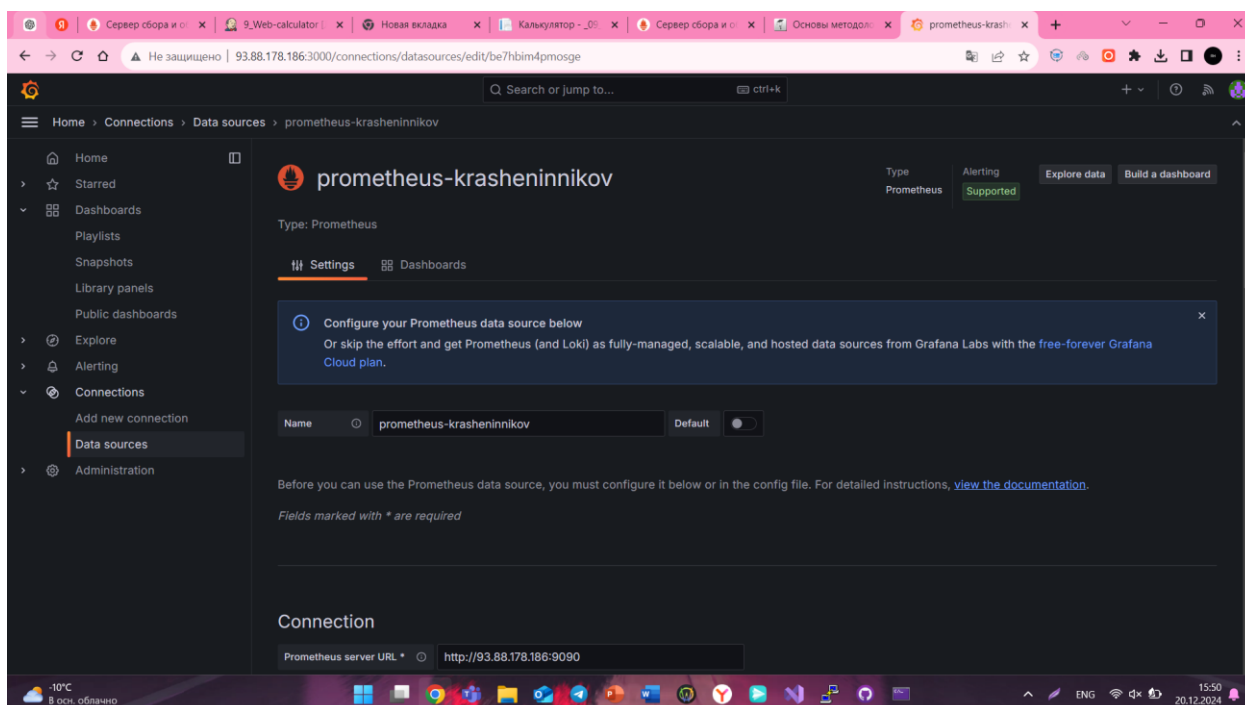 Сервер сбора и о
9_Web-calculator
Новая вкладка
Калькулятор - _09
Сервер сбора и о
Основы методоло
prometheus-krash
Не защищено | 93.88.178.186:3000/connections/datasources/edit/be7hbim4pmosge
Search or jump to...
ctrl+k
Home › Connections › Data sources › prometheus-krasheninnikov
Home
Starred
Dashboards
Playlists
Snapshots
Library panels
Public dashboards
Explore
Alerting
Connections
Add new connection
Data sources
Administration
prometheus-krasheninnikov
Type
Prometheus
Alerting
Supported
Explore data
Build a dashboard
Type: Prometheus
Settings
Dashboards
Configure your Prometheus data source below
Or skip the effort and get Prometheus (and Loki) as fully-managed, scalable, and hosted data sources from Grafana Labs with the free-forever Grafana
Cloud plan.
Name
prometheus-krasheninnikov
Default
Before you can use the Prometheus data source, you must configure it below or in the config file. For detailed instructions, view the documentation.
Fields marked with * are required
Connection
Prometheus server URL *
http://93.88.178.186:9090
-10°C
В осн. облачно
ENG
15:50
20.12.2024